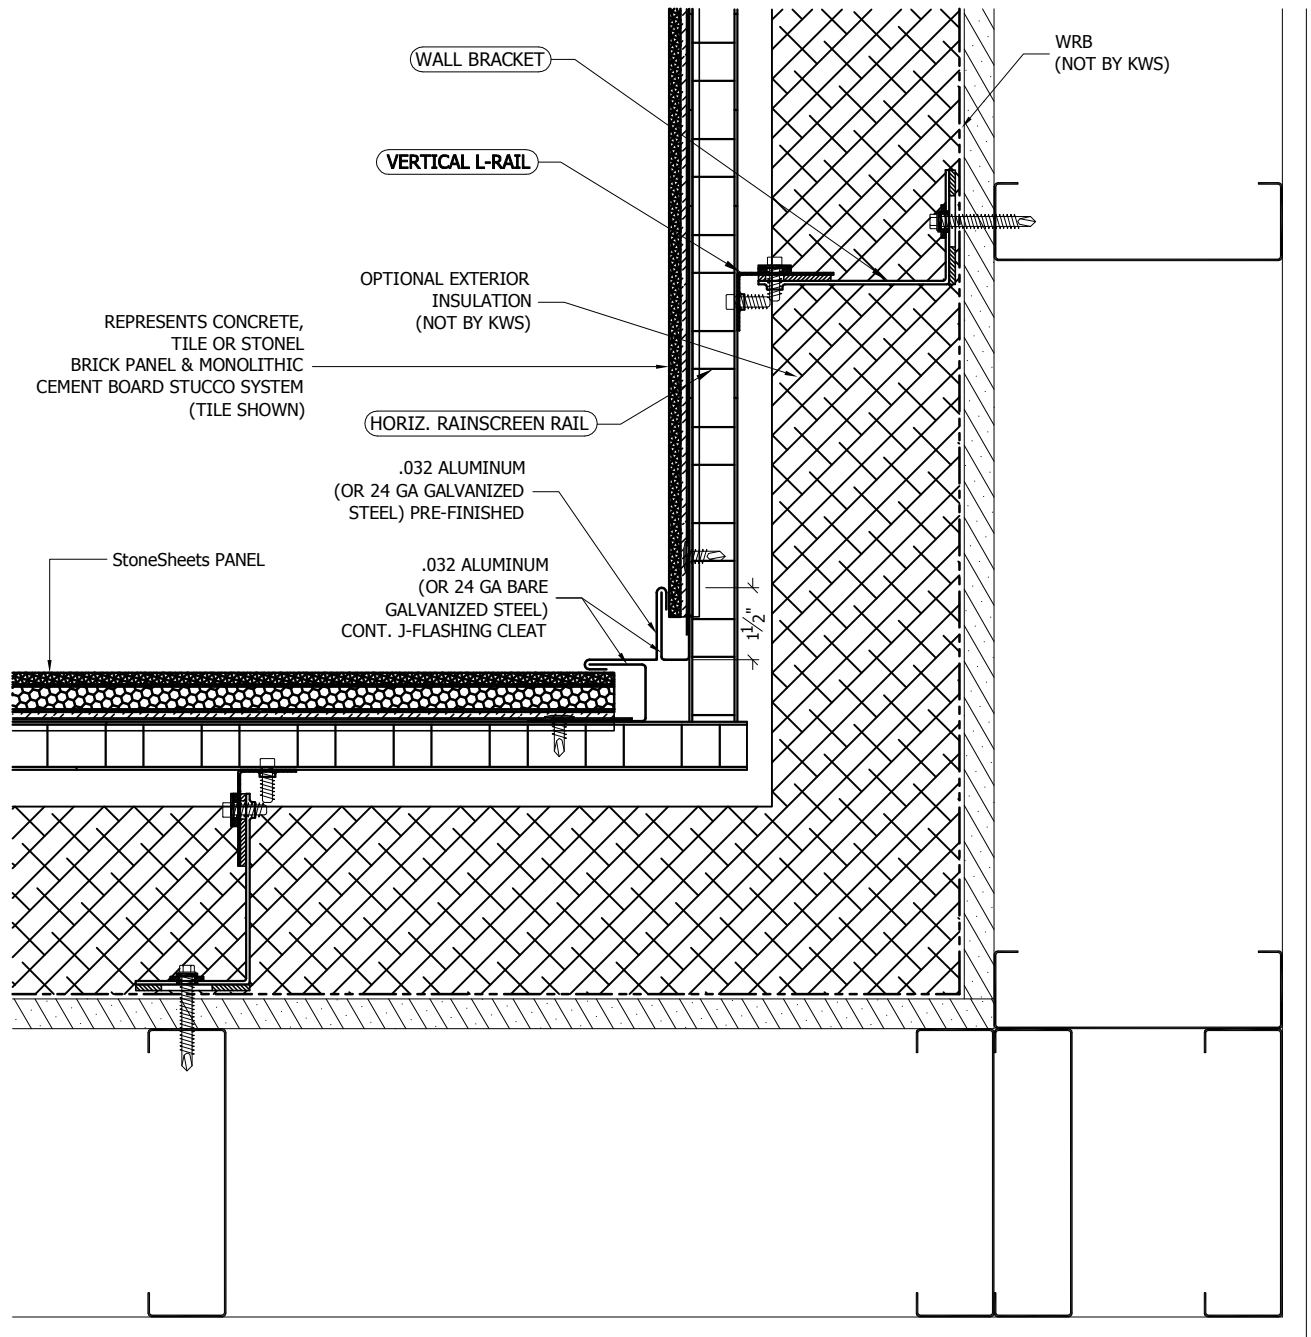 WALL BRACKET
WRB
(NOT BY KWS)
VERTICAL L-RAIL
OPTIONAL EXTERIOR
INSULATION
(NOT BY KWS)
REPRESENTS CONCRETE,
TILE OR STONEL
BRICK PANEL & MONOLITHIC
CEMENT BOARD STUCCO SYSTEM
(TILE SHOWN)
HORIZ. RAINSCREEN RAIL
.032 ALUMINUM
(OR 24 GA GALVANIZED
STEEL) PRE-FINISHED
StoneSheets PANEL
.032 ALUMINUM
(OR 24 GA BARE
GALVANIZED STEEL)
CONT. J-FLASHING CLEAT
1½"